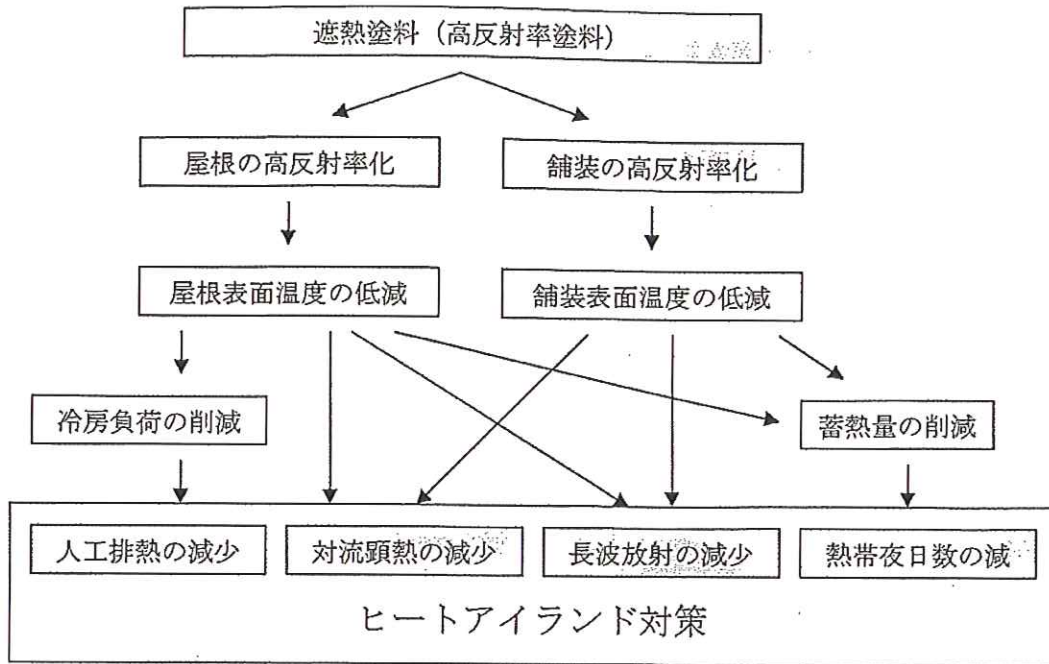 遮熱塗料（高反射率塗料）
屋根の高反射率化
舗装の高反射率化
屋根表面温度の低減
舗装表面温度の低減
冷房負荷の削減
蓄熱量の削減
人工排熱の減少
対流顕熱の減少
長波放射の減少
熱帯夜日数の減
ヒートアイランド対策